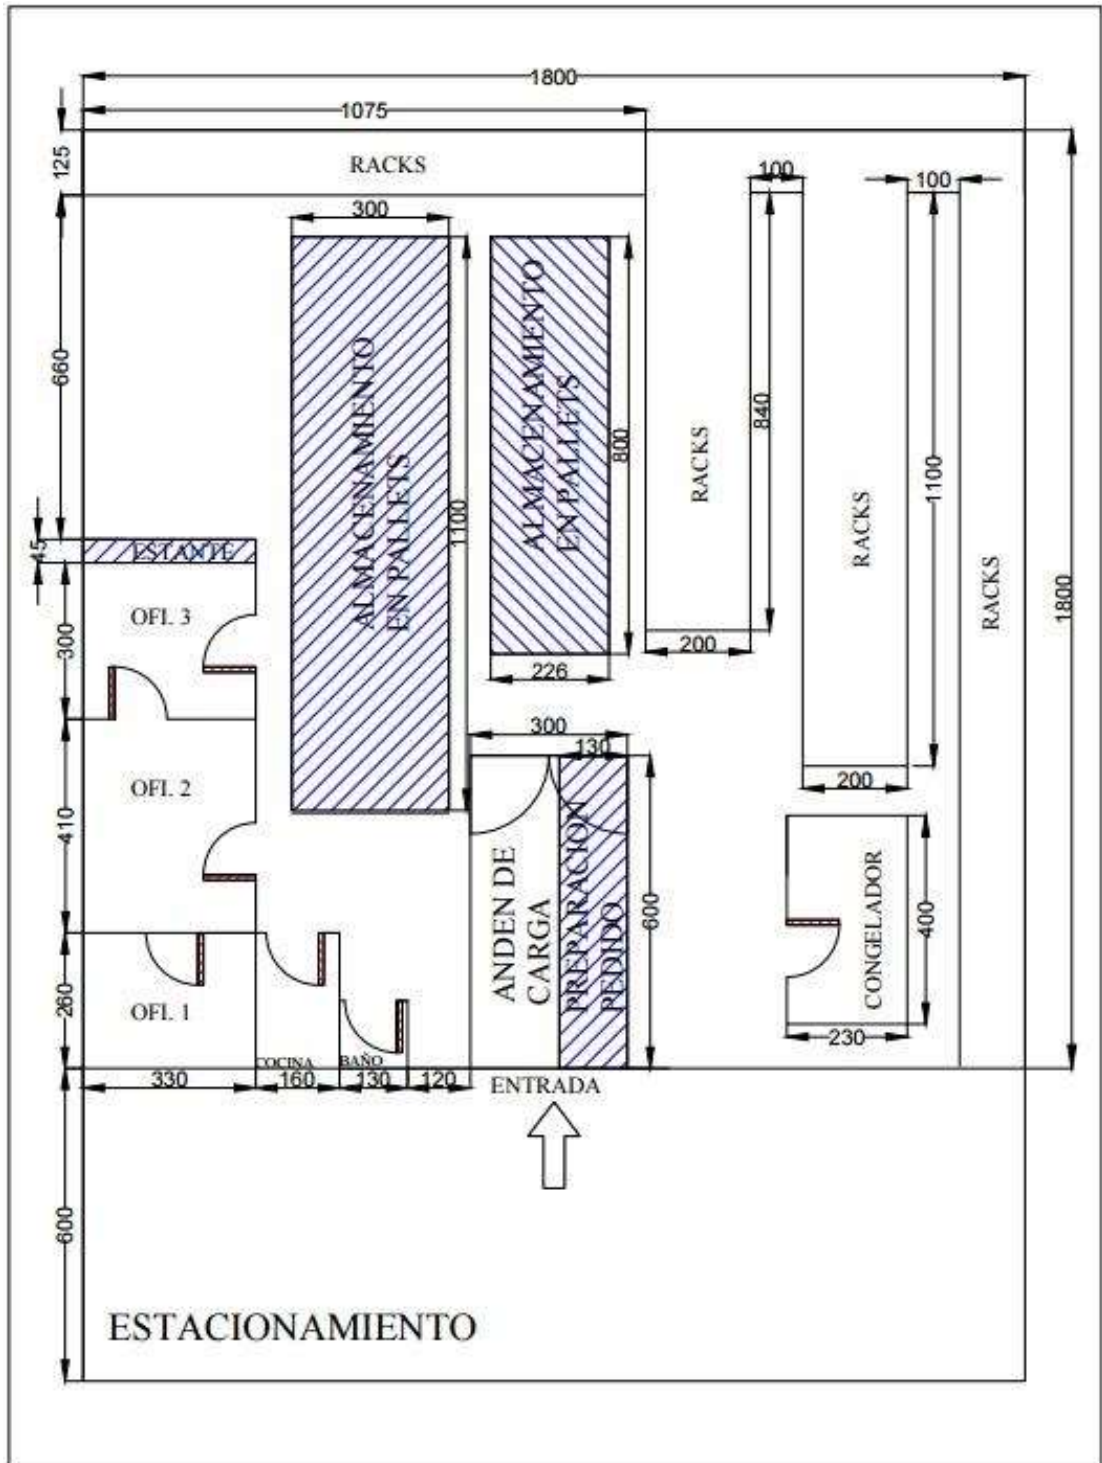 1800
1075
125
RACKS
100
100
300
660
ALMACENAMIENTO
EN PALLETS
1100
ALMACENAMIENTO
EN PALLETS
800
840
RACKS
1100
RACKS
RACKS
1800
45
ESTANTE
OFI. 3
300
200
226
300
130
200
OFI. 2
410
ANDEN DE
CARGA
PREPARACION
PEDIDO
600
CONGELADOR
400
260
OFI. 1
230
COCINA
BAÑO
330
160
130
120
ENTRADA
600
ESTACIONAMIENTO